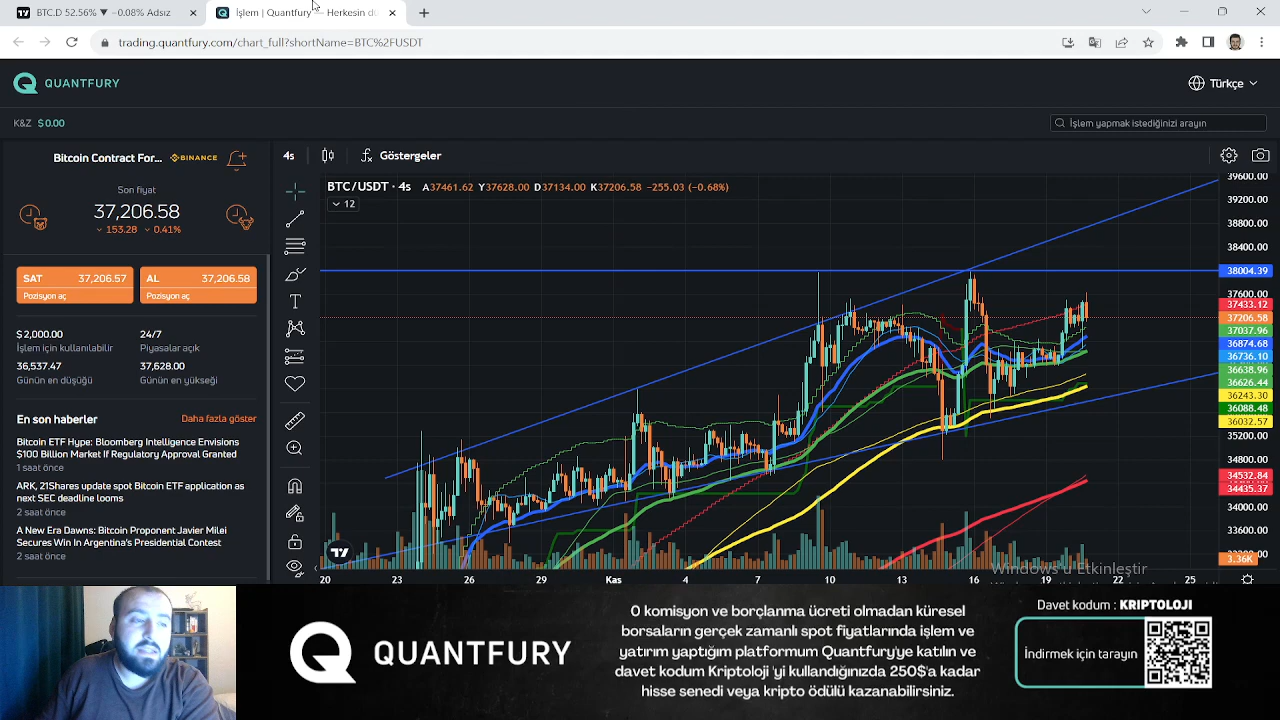 BTC.D 52.56% ▼ −0.08% Adsız
İşlem | Quantfury — Herkesin dü
trading.quantfury.com/chart_full?shortName=BTC%2FUSDT
QUANTFURY
Türkçe
K&Z $0.00
İşlem yapmak istediğinizi arayın
Bitcoin Contract For... BINANCE
4s
Göstergeler
Son fiyat
37,206.58
153.28 0.41%
SAT 37,206.57
Pozisyon aç
AL 37,206.58
Pozisyon aç
$ 2,000.00
İşlem için kullanılabilir
24/7
Piyasalar açık
36,537.47
Günün en düşüğü
37,628.00
Günün en yükseği
En son haberler
Daha fazla göster
Bitcoin ETF Hype: Bloomberg Intelligence Envisions
$100 Billion Market If Regulatory Approval Granted
1 saat önce
ARK, 21Shares update spot Bitcoin ETF application as
next SEC deadline looms
2 saat önce
A New Era Dawns: Bitcoin Proponent Javier Milei
Secures Win In Argentina's Presidential Contest
2 saat önce
BTC/USDT · 4s A37461.62 Y37628.00 D37134.00 K37206.58 −255.03 (−0.68%)
12
39600.00
39200.00
38800.00
38400.00
38004.39
37600.00
37433.12
37206.58
37037.96
36874.68
36736.10
36638.96
36626.44
36243.30
36088.48
36032.57
35200.00
34800.00
34532.84
34435.37
34000.00
33600.00
3.36K
20 23 26 29 Kas 4 7 10 13 16 19 22 25
Windows'u Etkinleştir
QUANTFURY
0 komisyon ve borçlanma ücreti olmadan küresel
borsaların gerçek zamanlı spot fiyatlarında işlem ve
yatırım yaptığım platformum Quantfury'ye katılın ve
davet kodum Kriptoloji 'yi kullandığınızda 250$'a kadar
hisse senedi veya kripto ödülü kazanabilirsiniz.
Davet kodum : KRIPTOLOJI
İndirmek için tarayın